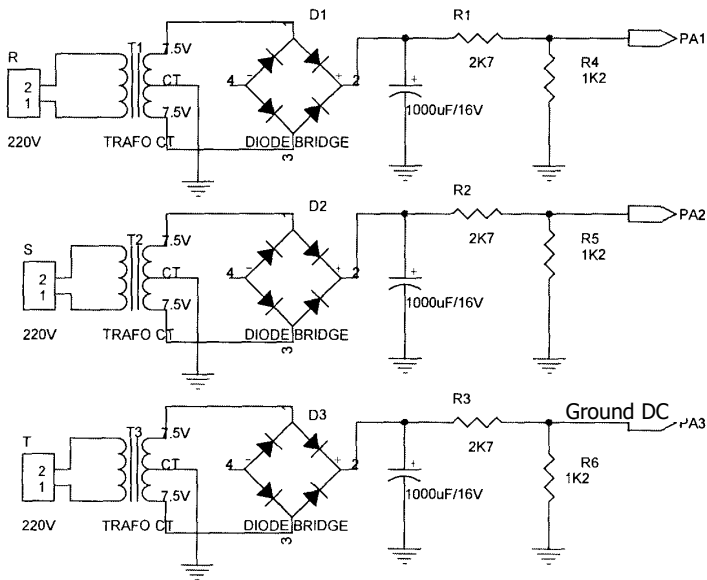 D1
R1
T1
7.5V
PA1
R
2
1
CT
4
-
+
2
R4
1K2
2K7
+
7.5V
1000uF/16V
220V
TRAFO CT
DIODE BRIDGE
3
D2
R2
T2
7.5V
PA2
S
2
1
CT
4
-
+
2
R5
1K2
2K7
+
7.5V
1000uF/16V
220V
TRAFO CT
DIODE BRIDGE
3
D3
R3
T3
7.5V
Ground DC
PA3
T
2
1
CT
4
-
+
2
R6
1K2
2K7
+
7.5V
1000uF/16V
220V
TRAFO CT
DIODE BRIDGE
3